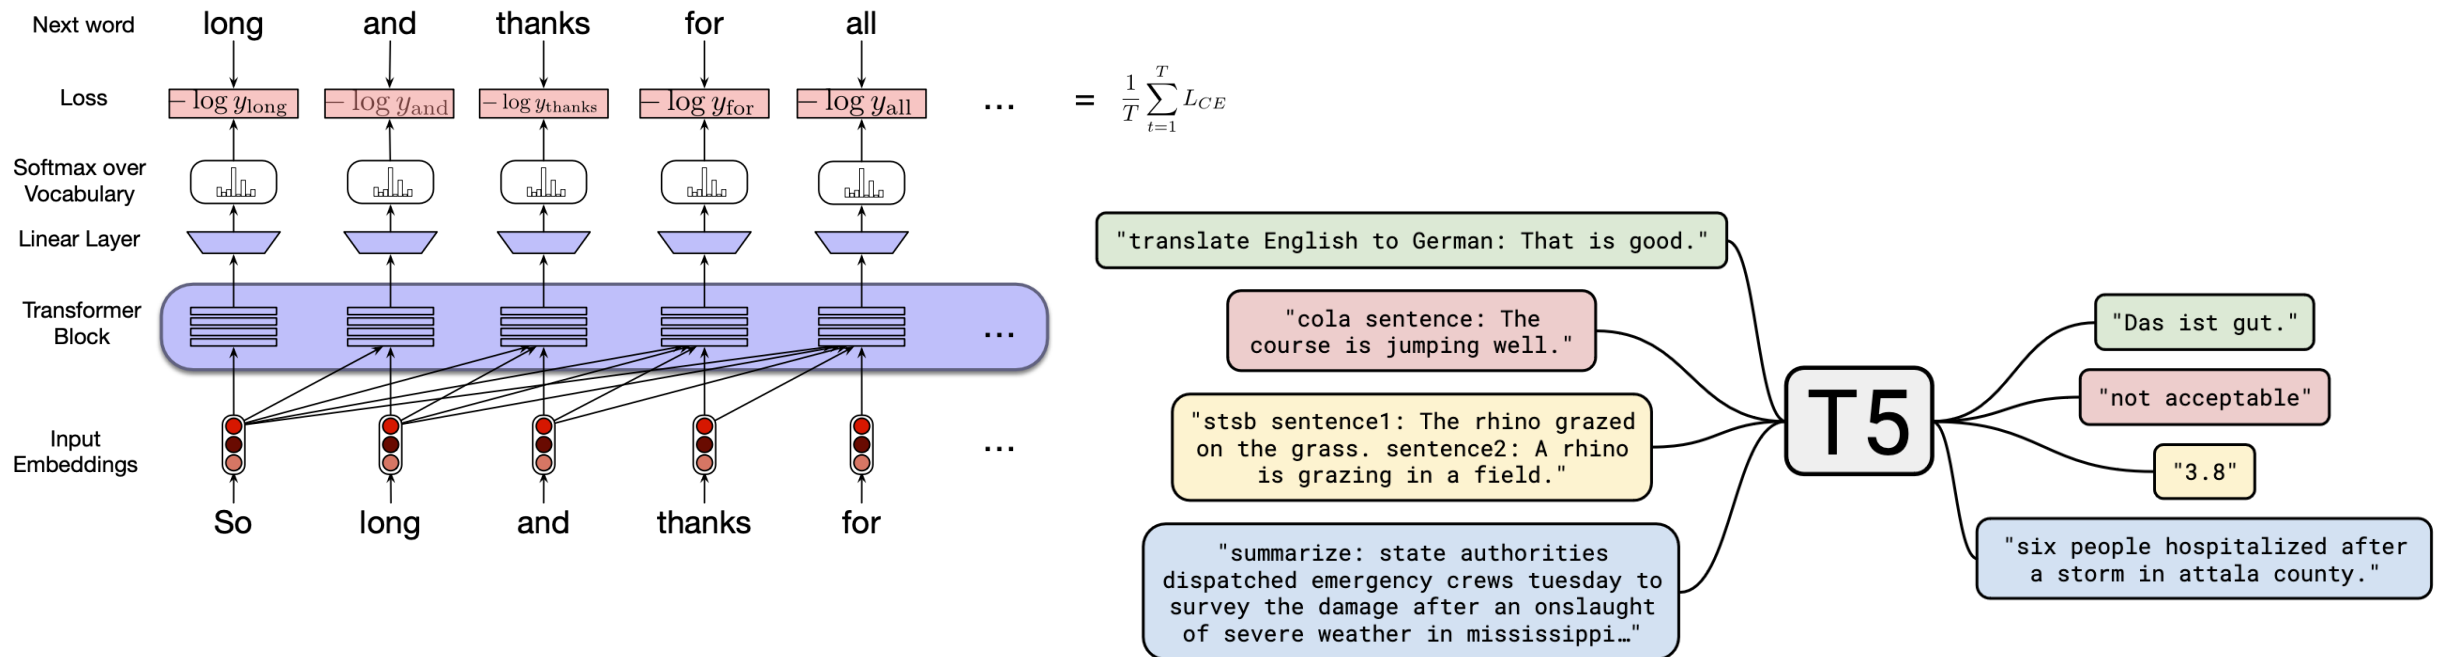 Next word
long and thanks for all
Loss
− log y_long − log y_and − log y_thanks − log y_for − log y_all ... = 1/T ∑_{t=1}^{T} L_{CE}
Softmax over
Vocabulary
Linear Layer
Transformer
Block
...
Input
Embeddings
...
So long and thanks for
"translate English to German: That is good."
"cola sentence: The
course is jumping well."
"stsb sentence1: The rhino grazed
on the grass. sentence2: A rhino
is grazing in a field."
"summarize: state authorities
dispatched emergency crews tuesday to
survey the damage after an onslaught
of severe weather in mississippi…"
T5
"Das ist gut."
"not acceptable"
"3.8"
"six people hospitalized after
a storm in attala county."